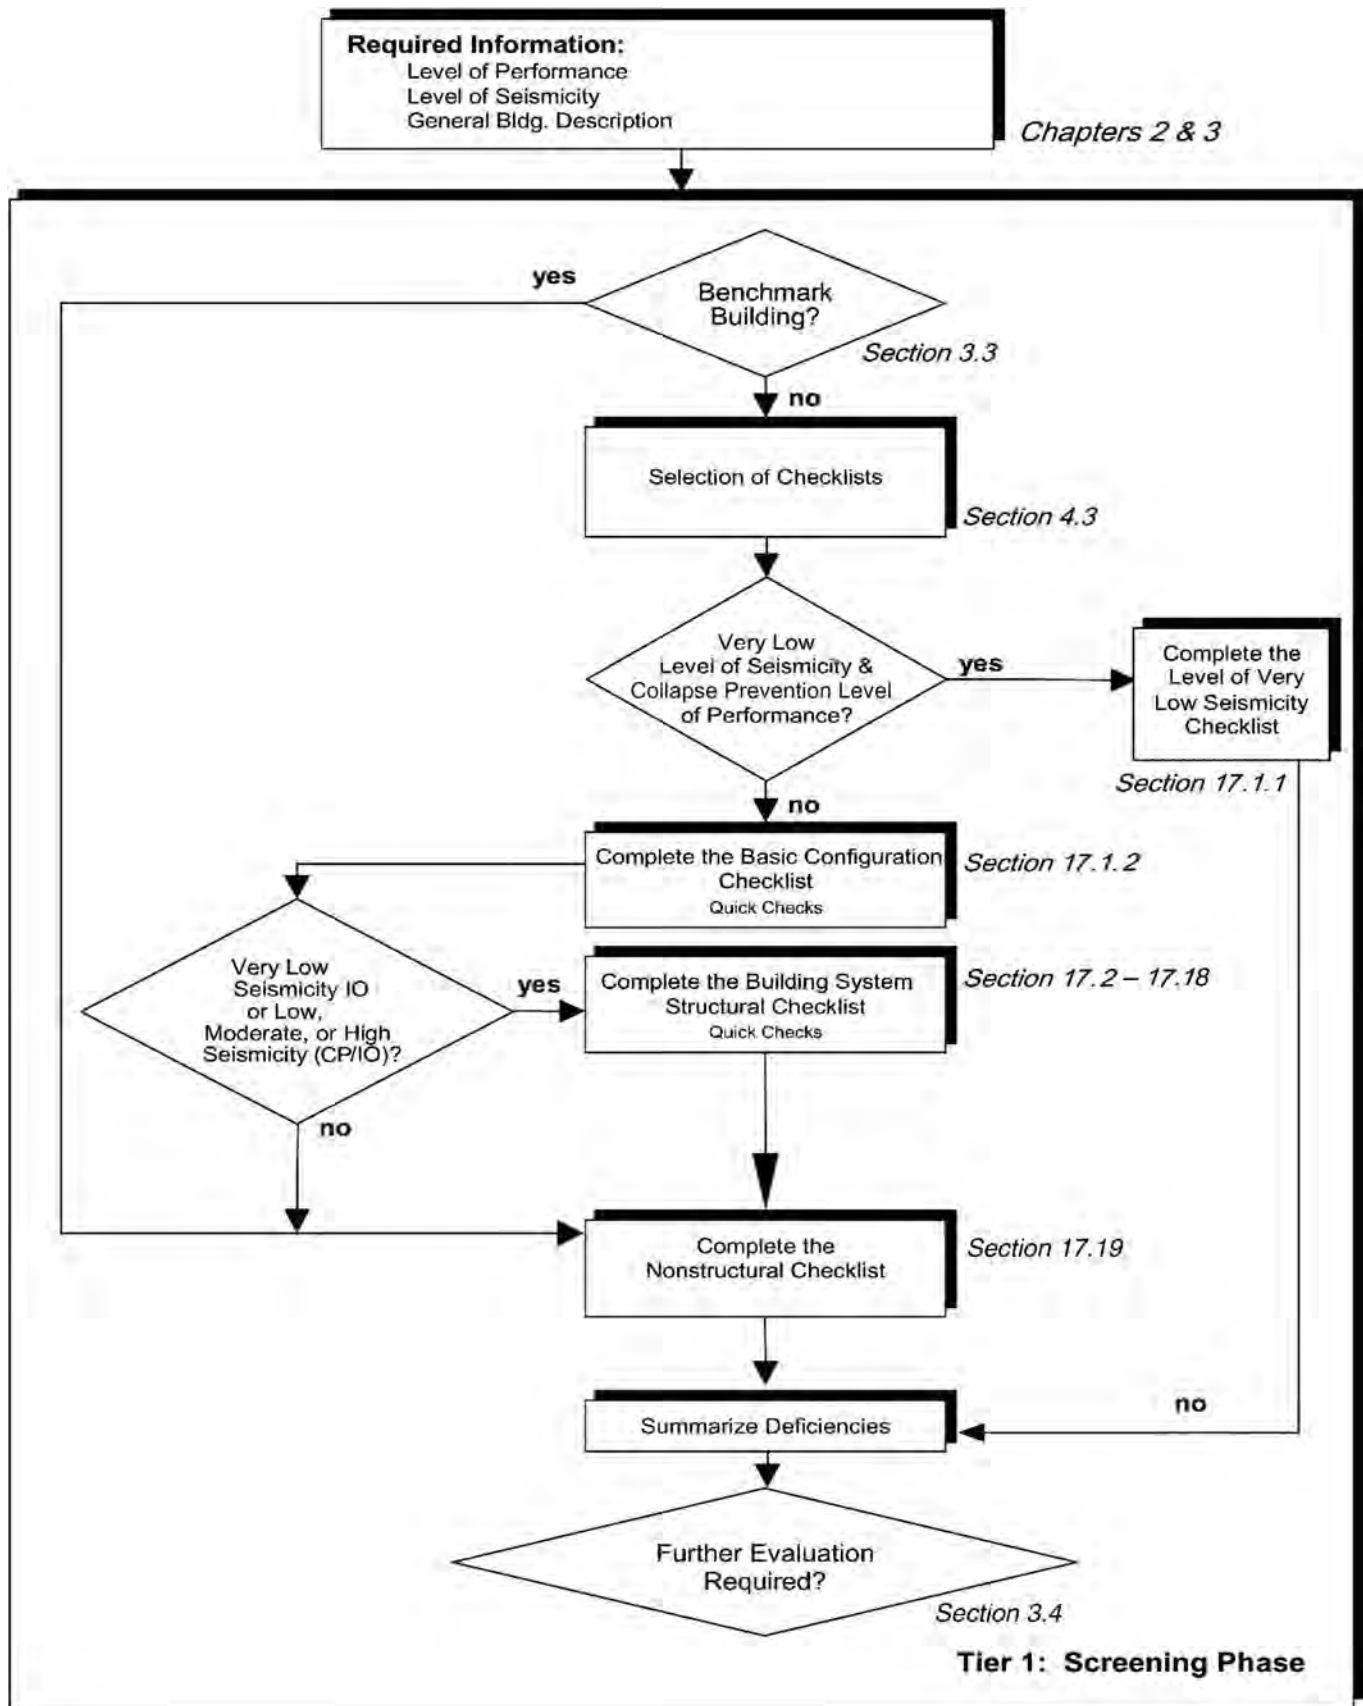 Required Information:
Level of Performance
Level of Seismicity
General Bldg. Description
Chapters 2 & 3
yes
Benchmark
Building?
Section 3.3
no
Selection of Checklists
Section 4.3
Very Low
Level of Seismicity &
Collapse Prevention Level
of Performance?
yes
Complete the
Level of Very
Low Seismicity
Checklist
Section 17.1.1
no
Complete the Basic Configuration
Checklist
Quick Checks
Section 17.1.2
Very Low
Seismicity IO
or Low,
Moderate, or High
Seismicity (CP/IO)?
yes
Complete the Building System
Structural Checklist
Quick Checks
Section 17.2 – 17.18
no
Complete the
Nonstructural Checklist
Section 17.19
no
Summarize Deficiencies
Further Evaluation
Required?
Section 3.4
Tier 1: Screening Phase